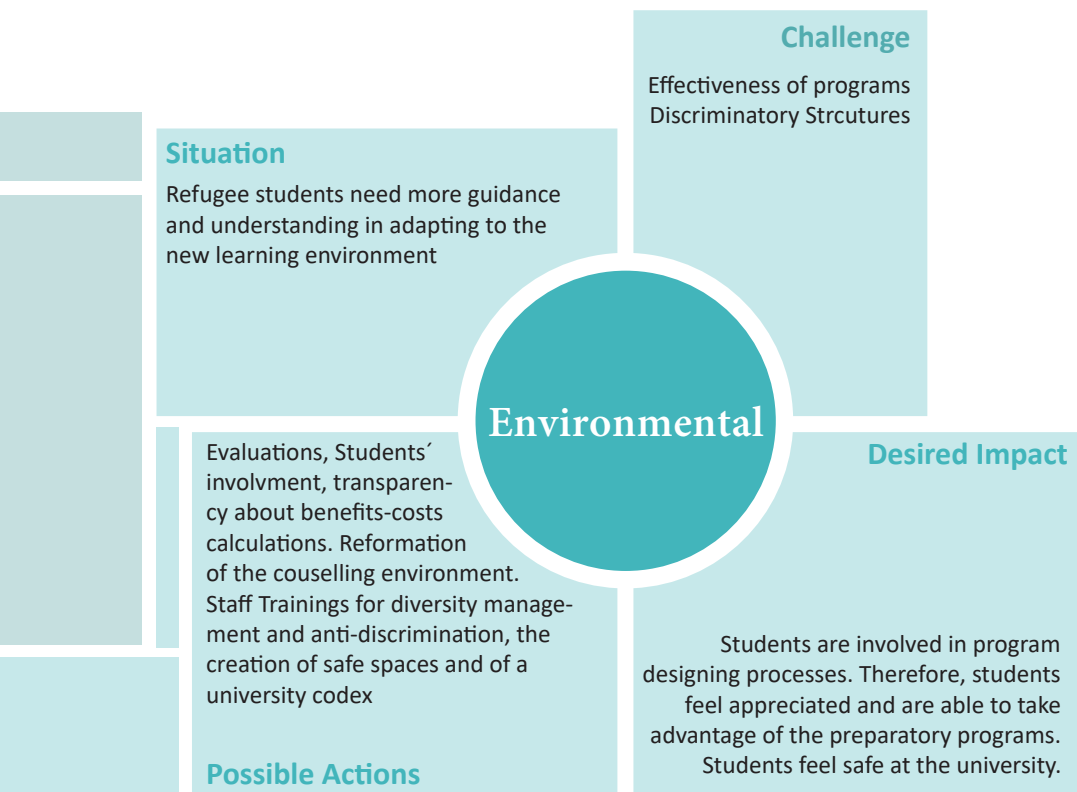 Challenge
Effectiveness of programs
Discriminatory Strcutures
Situation
Refugee students need more guidance
and understanding in adapting to the
new learning environment
Environmental
Evaluations, Students´
involvment, transparen-
cy about benefits-costs
calculations. Reformation
of the couselling environment.
Staff Trainings for diversity manage-
ment and anti-discrimination, the
creation of safe spaces and of a
university codex
Possible Actions
Desired Impact
Students are involved in program
designing processes. Therefore, students
feel appreciated and are able to take
advantage of the preparatory programs.
Students feel safe at the university.